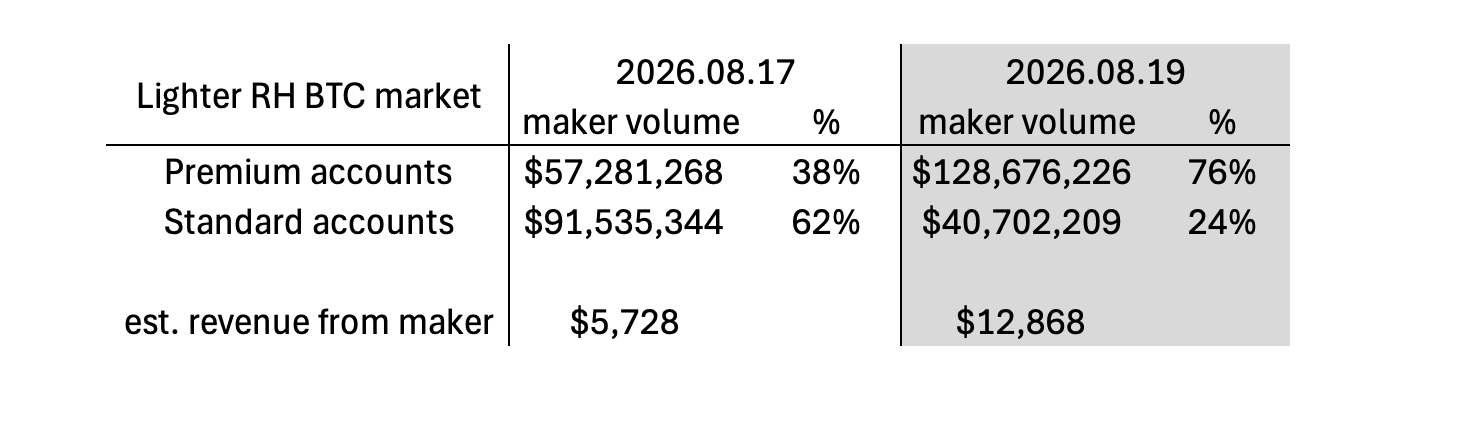 Lighter RH BTC market 2026.08.17 2026.08.19
maker volume % maker volume %
Premium accounts $57,281,268 38% $128,676,226 76%
Standard accounts $91,535,344 62% $40,702,209 24%
est. revenue from maker $5,728 $12,868